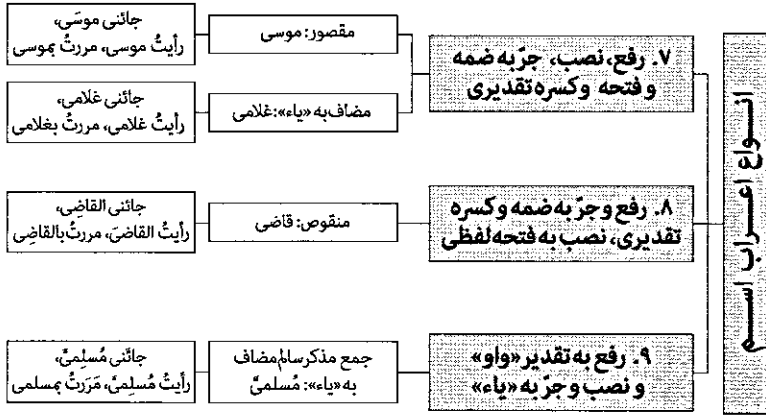 انواع اعراب اسم
۷. رفع، نصب، جرّ به ضمه
و فتحه و کسره تقدیری
مقصور: موسی
جائنی موسَی،
رأیتُ موسی، مررتُ بموسی
مضاف به «یاء»: غلامی
جائنی غلامی،
رأیتُ غلامی، مررتُ بغلامی
۸. رفع و جرّ به ضمه و کسره
تقدیری، نصب به فتحه لفظی
منقوص: قاضی
جائنی القاضِی،
رأیتُ القاضیَ، مررتُ بالقاضِی
۹. رفع به تقدیر «واو»
و نصب و جرّ به «یاء»
جمع مذکر سالم مضاف
به «یاء»: مُسلمیَّ
جائنی مُسلمیَّ،
رأیتُ مُسلِمیَّ، مَرَرتُ بمسلمی